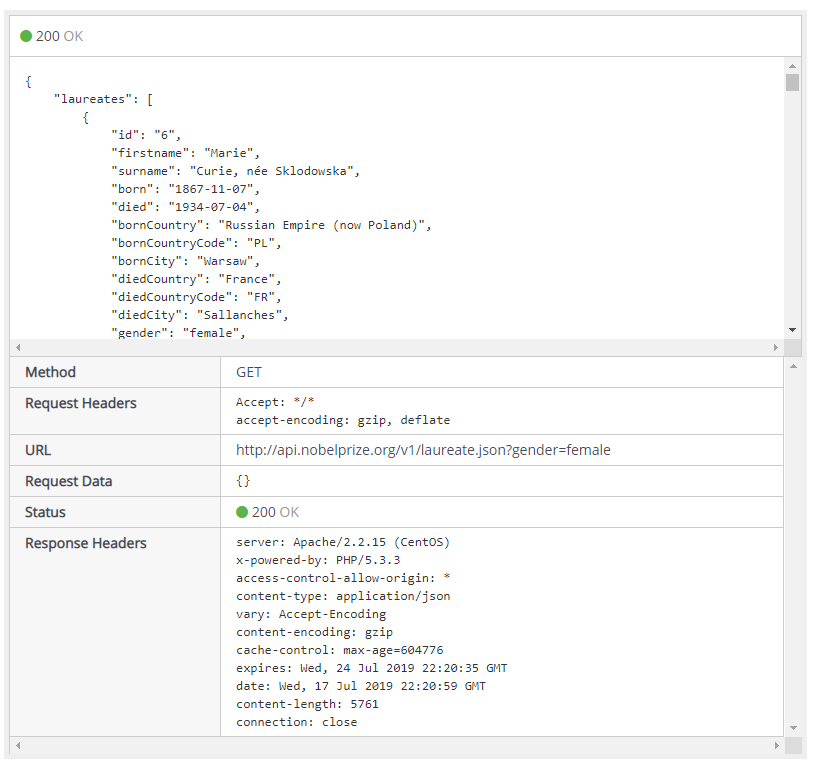 200 OK
{
"laureates": [
{
"id": "6",
"firstname": "Marie",
"surname": "Curie, née Sklodowska",
"born": "1867-11-07",
"died": "1934-07-04",
"bornCountry": "Russian Empire (now Poland)",
"bornCountryCode": "PL",
"bornCity": "Warsaw",
"diedCountry": "France",
"diedCountryCode": "FR",
"diedCity": "Sallanches",
"gender": "female",
Method GET
Request Headers Accept: */*
accept-encoding: gzip, deflate
URL http://api.nobelprize.org/v1/laureate.json?gender=female
Request Data {}
Status 200 OK
Response Headers server: Apache/2.2.15 (CentOS)
x-powered-by: PHP/5.3.3
access-control-allow-origin: *
content-type: application/json
vary: Accept-Encoding
content-encoding: gzip
cache-control: max-age=604776
expires: Wed, 24 Jul 2019 22:20:35 GMT
date: Wed, 17 Jul 2019 22:20:59 GMT
content-length: 5761
connection: close